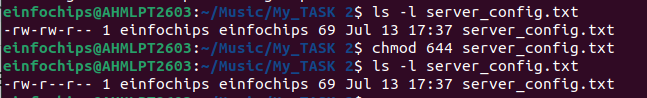 einfochips@AHMLPT2603:~/Music/My_TASK 2$ ls -l server_config.txt
-rw-rw-r-- 1 einfochips einfochips 69 Jul 13 17:37 server_config.txt
einfochips@AHMLPT2603:~/Music/My_TASK 2$ chmod 644 server_config.txt
einfochips@AHMLPT2603:~/Music/My_TASK 2$ ls -l server_config.txt
-rw-r--r-- 1 einfochips einfochips 69 Jul 13 17:37 server_config.txt